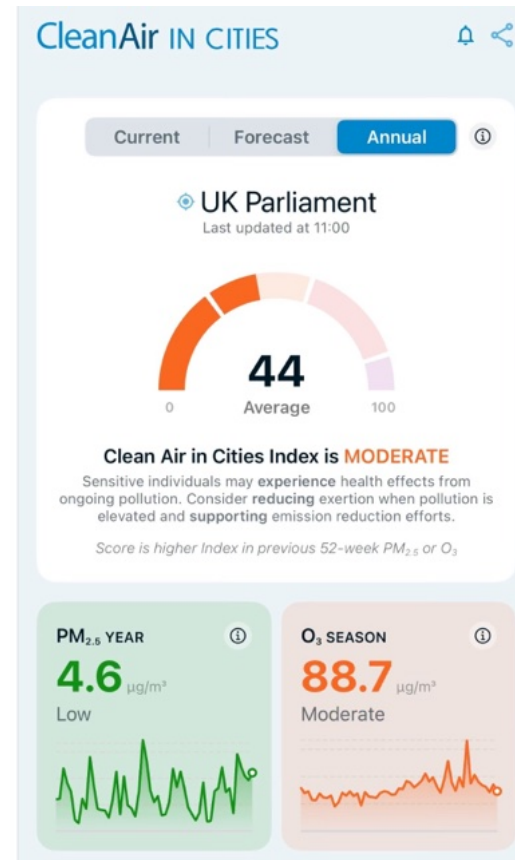 CleanAir IN CITIES
Current Forecast Annual
UK Parliament
Last updated at 11:00
44
0 Average 100
Clean Air in Cities Index is MODERATE
Sensitive individuals may experience health effects from
ongoing pollution. Consider reducing exertion when pollution is
elevated and supporting emission reduction efforts.
Score is higher Index in previous 52-week PM₂.₅ or O₃
PM₂.₅ YEAR
4.6 µg/m³
Low
O₃ SEASON
88.7 µg/m³
Moderate